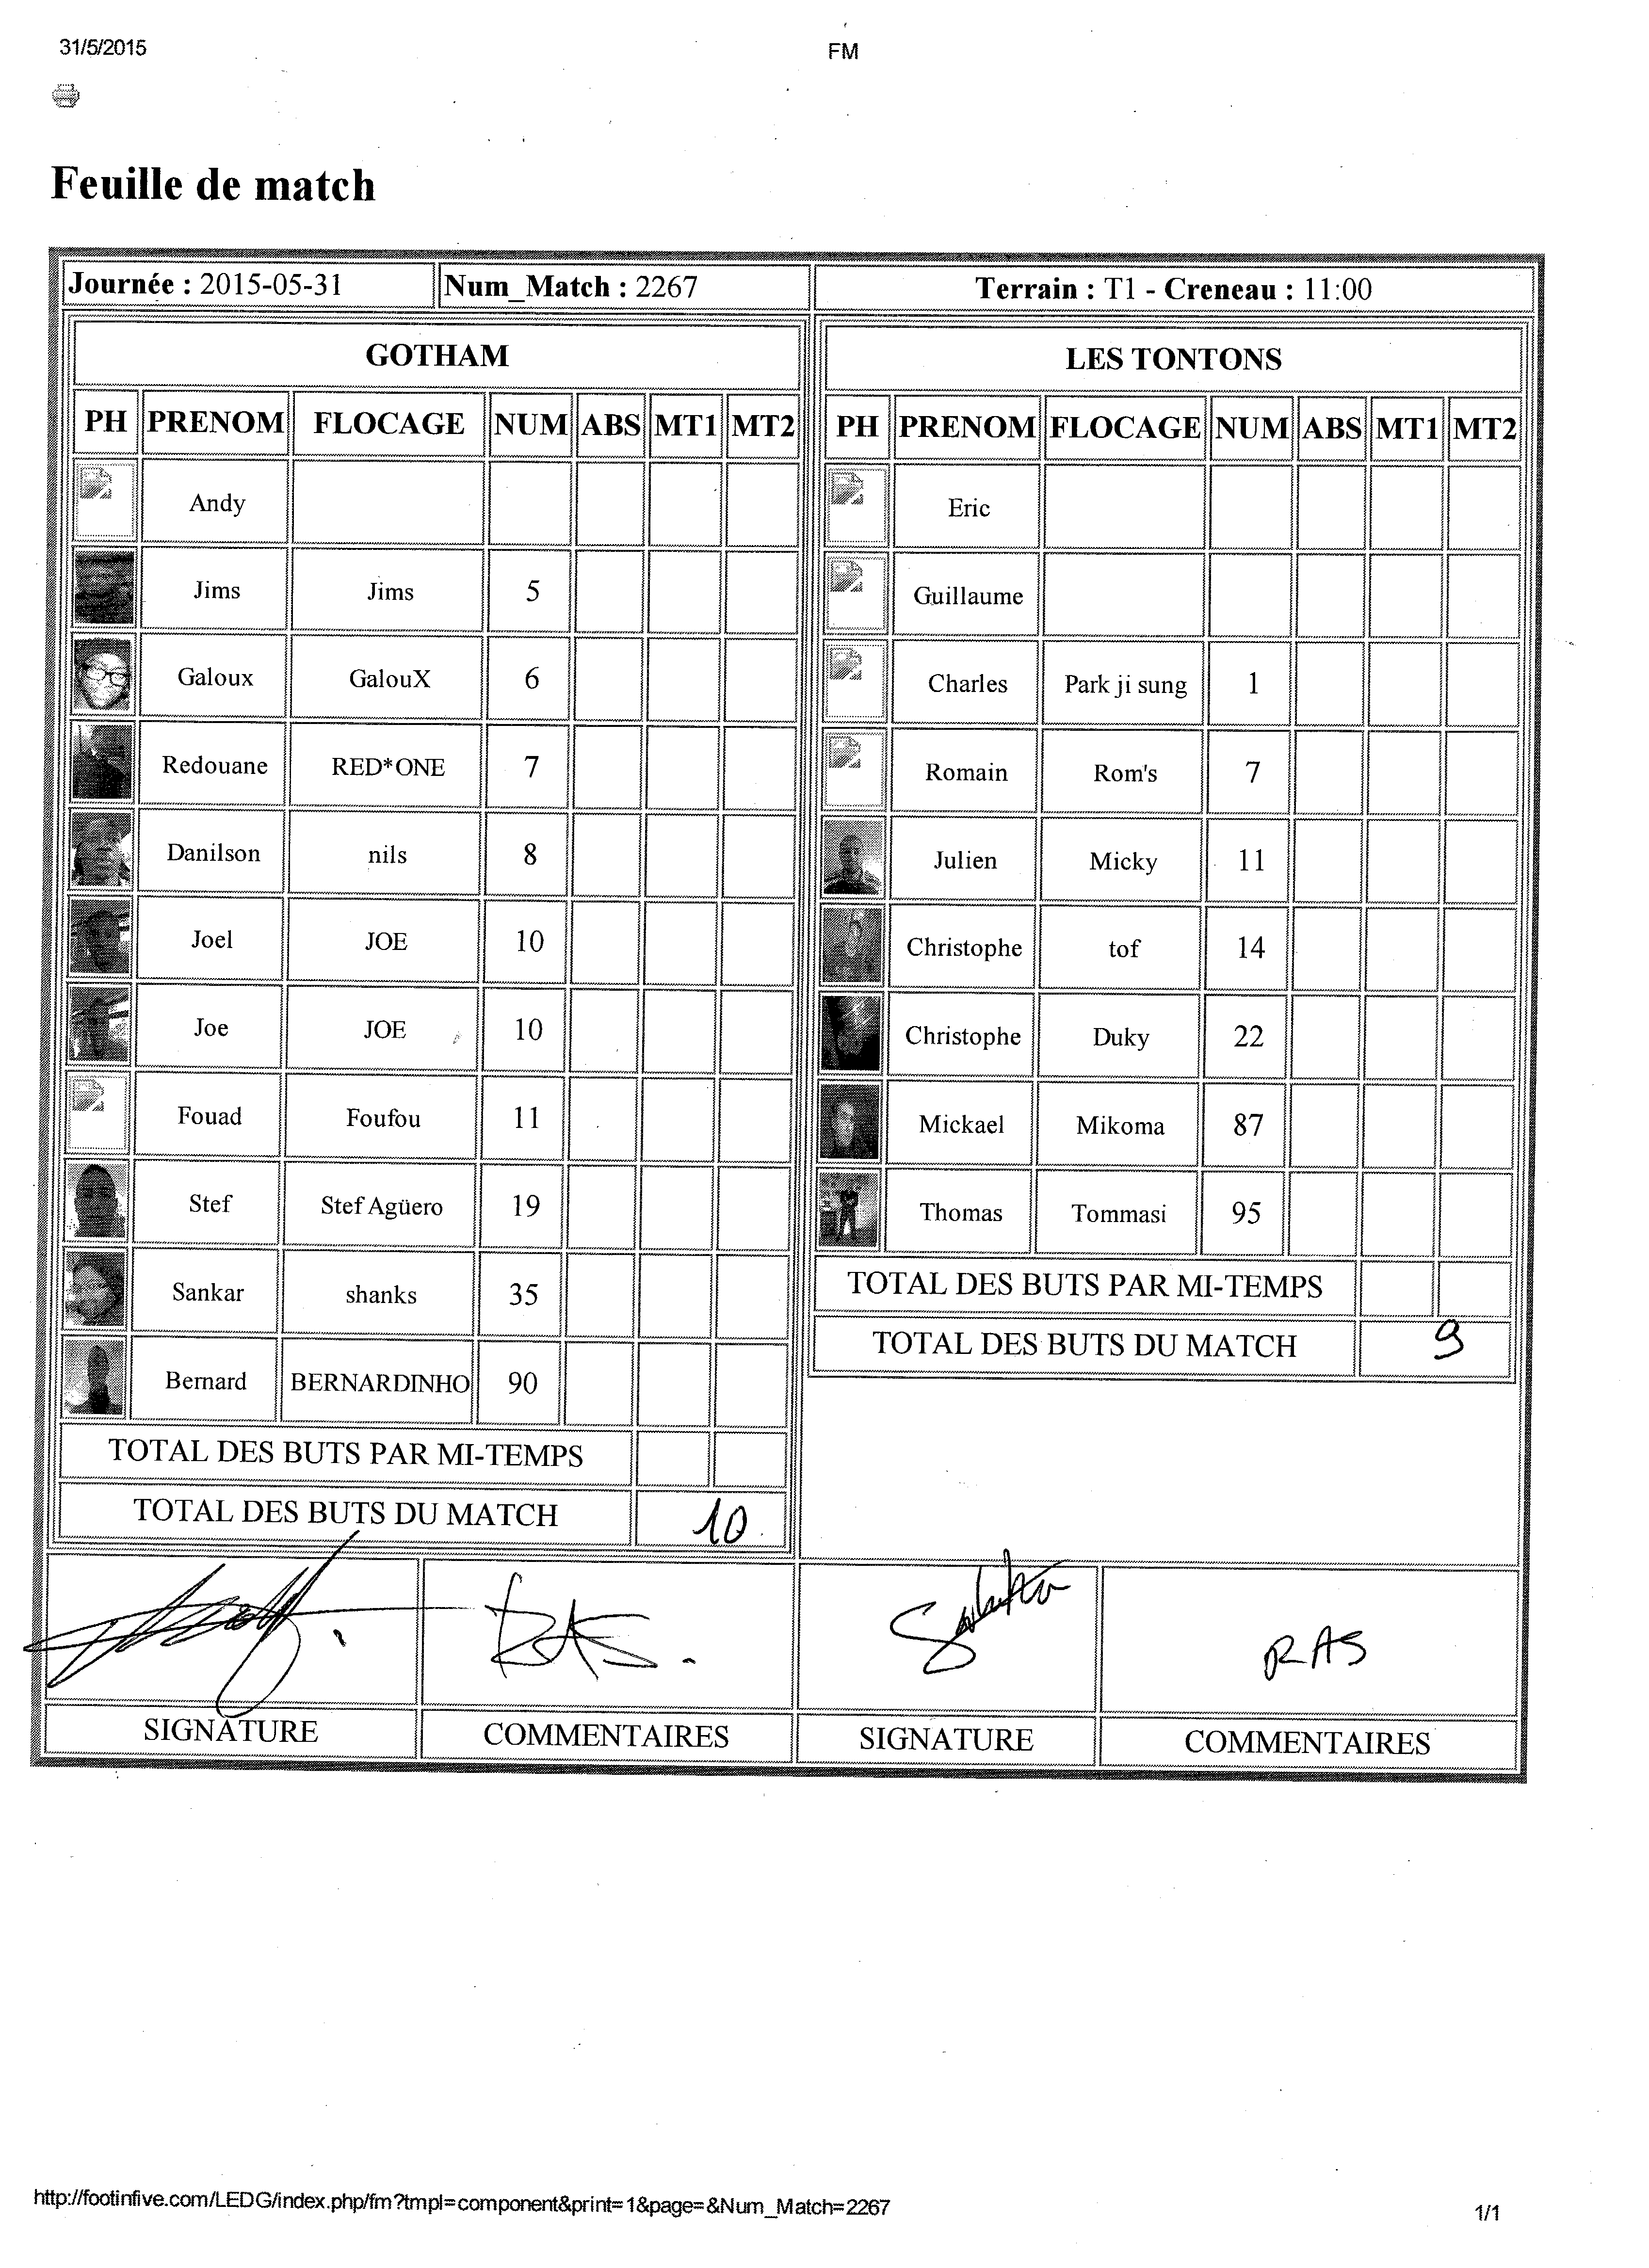 31/5/2015
FM
Feuille de match
Journée : 2015-05-31
Num_Match : 2267
Terrain : T1 - Creneau : 11:00
GOTHAM
PH PRENOM FLOCAGE NUM ABS MT1 MT2
Andy
Jims Jims 5
Galoux GalouX 6
Redouane RED*ONE 7
Danilson nils 8
Joel JOE 10
Joe JOE 10
Fouad Foufou 11
Stef Stef Agüero 19
Sankar shanks 35
Bernard BERNARDINHO 90
TOTAL DES BUTS PAR MI-TEMPS
TOTAL DES BUTS DU MATCH 10
LES TONTONS
PH PRENOM FLOCAGE NUM ABS MT1 MT2
Eric
Guillaume
Charles Park ji sung 1
Romain Rom's 7
Julien Micky 11
Christophe tof 14
Christophe Duky 22
Mickael Mikoma 87
Thomas Tommasi 95
TOTAL DES BUTS PAR MI-TEMPS
TOTAL DES BUTS DU MATCH 9
RAS.
RAS
SIGNATURE
COMMENTAIRES
SIGNATURE
COMMENTAIRES
http://footinfive.com/LEDG/index.php/fm?tmpl=component&print=1&page=&Num_Match=2267
1/1